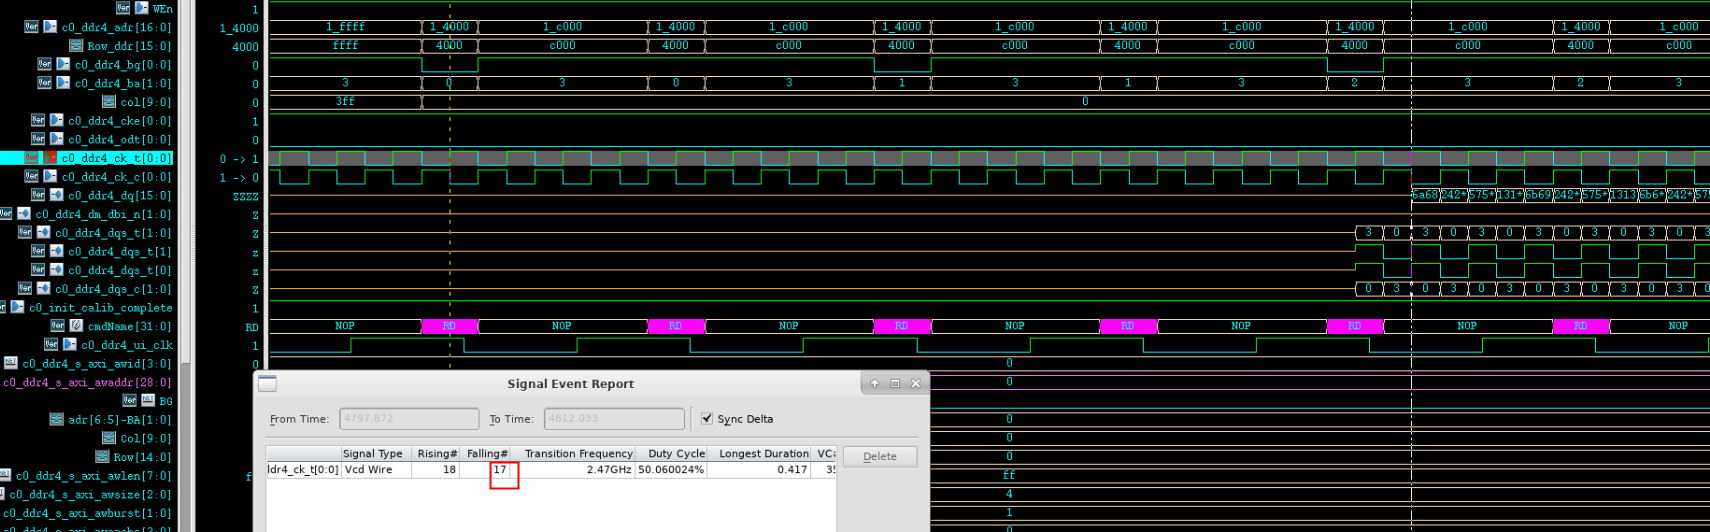 WEn 1
c0_ddr4_adr[16:0] 1_4000 1_ffff 1_4000 1_c000 1_4000 1_c000 1_4000 1_c000 1_4000 1_c000 1_4000 1_c000 1_4000 1_c000
Row_ddr[15:0] 4000 ffff 4000 c000 4000 c000 4000 c000 4000 c000 4000 c000 4000 c000
c0_ddr4_bg[0:0] 0
c0_ddr4_ba[1:0] 0 3 0 3 0 3 1 3 1 3 2 3 2 3
col[9:0] 0 3ff 0
c0_ddr4_cke[0:0] 1
c0_ddr4_odt[0:0] 0
c0_ddr4_ck_t[0:0] 0 -> 1
c0_ddr4_ck_c[0:0] 1 -> 0
c0_ddr4_dq[15:0] ZZZZ 6a68 242* 575* 131* 6b69 242* 575* 1313 6b6* 242* 575
c0_ddr4_dm_dbi_n[1:0] Z
c0_ddr4_dqs_t[1:0] Z 3 0 3 0 3 0 3 0 3 0 3 0 3
c0_ddr4_dqs_t[1] z
c0_ddr4_dqs_t[0] z
c0_ddr4_dqs_c[1:0] Z 0 3 0 3 0 3 0 3 0 3 0 3 0
c0_init_calib_complete 1
cmdName[31:0] RD NOP RD NOP RD NOP RD NOP RD NOP RD NOP RD NOP
c0_ddr4_ui_clk 1
c0_ddr4_s_axi_awid[3:0] 0 0
c0_ddr4_s_axi_awaddr[28:0] 0
BG
adr[6:5]-BA[1:0] 0
Col[9:0] 0
Row[14:0] 0
c0_ddr4_s_axi_awlen[7:0] f ff
c0_ddr4_s_axi_awsize[2:0] 4
c0_ddr4_s_axi_awburst[1:0] 1
Signal Event Report
From Time: 4797.872 To Time: 4812.033 Sync Delta
Signal Type Rising# Falling# Transition Frequency Duty Cycle Longest Duration VC#
ddr4_ck_t[0:0] Vcd Wire 18 17 2.47GHz 50.060024% 0.417 35
Delete